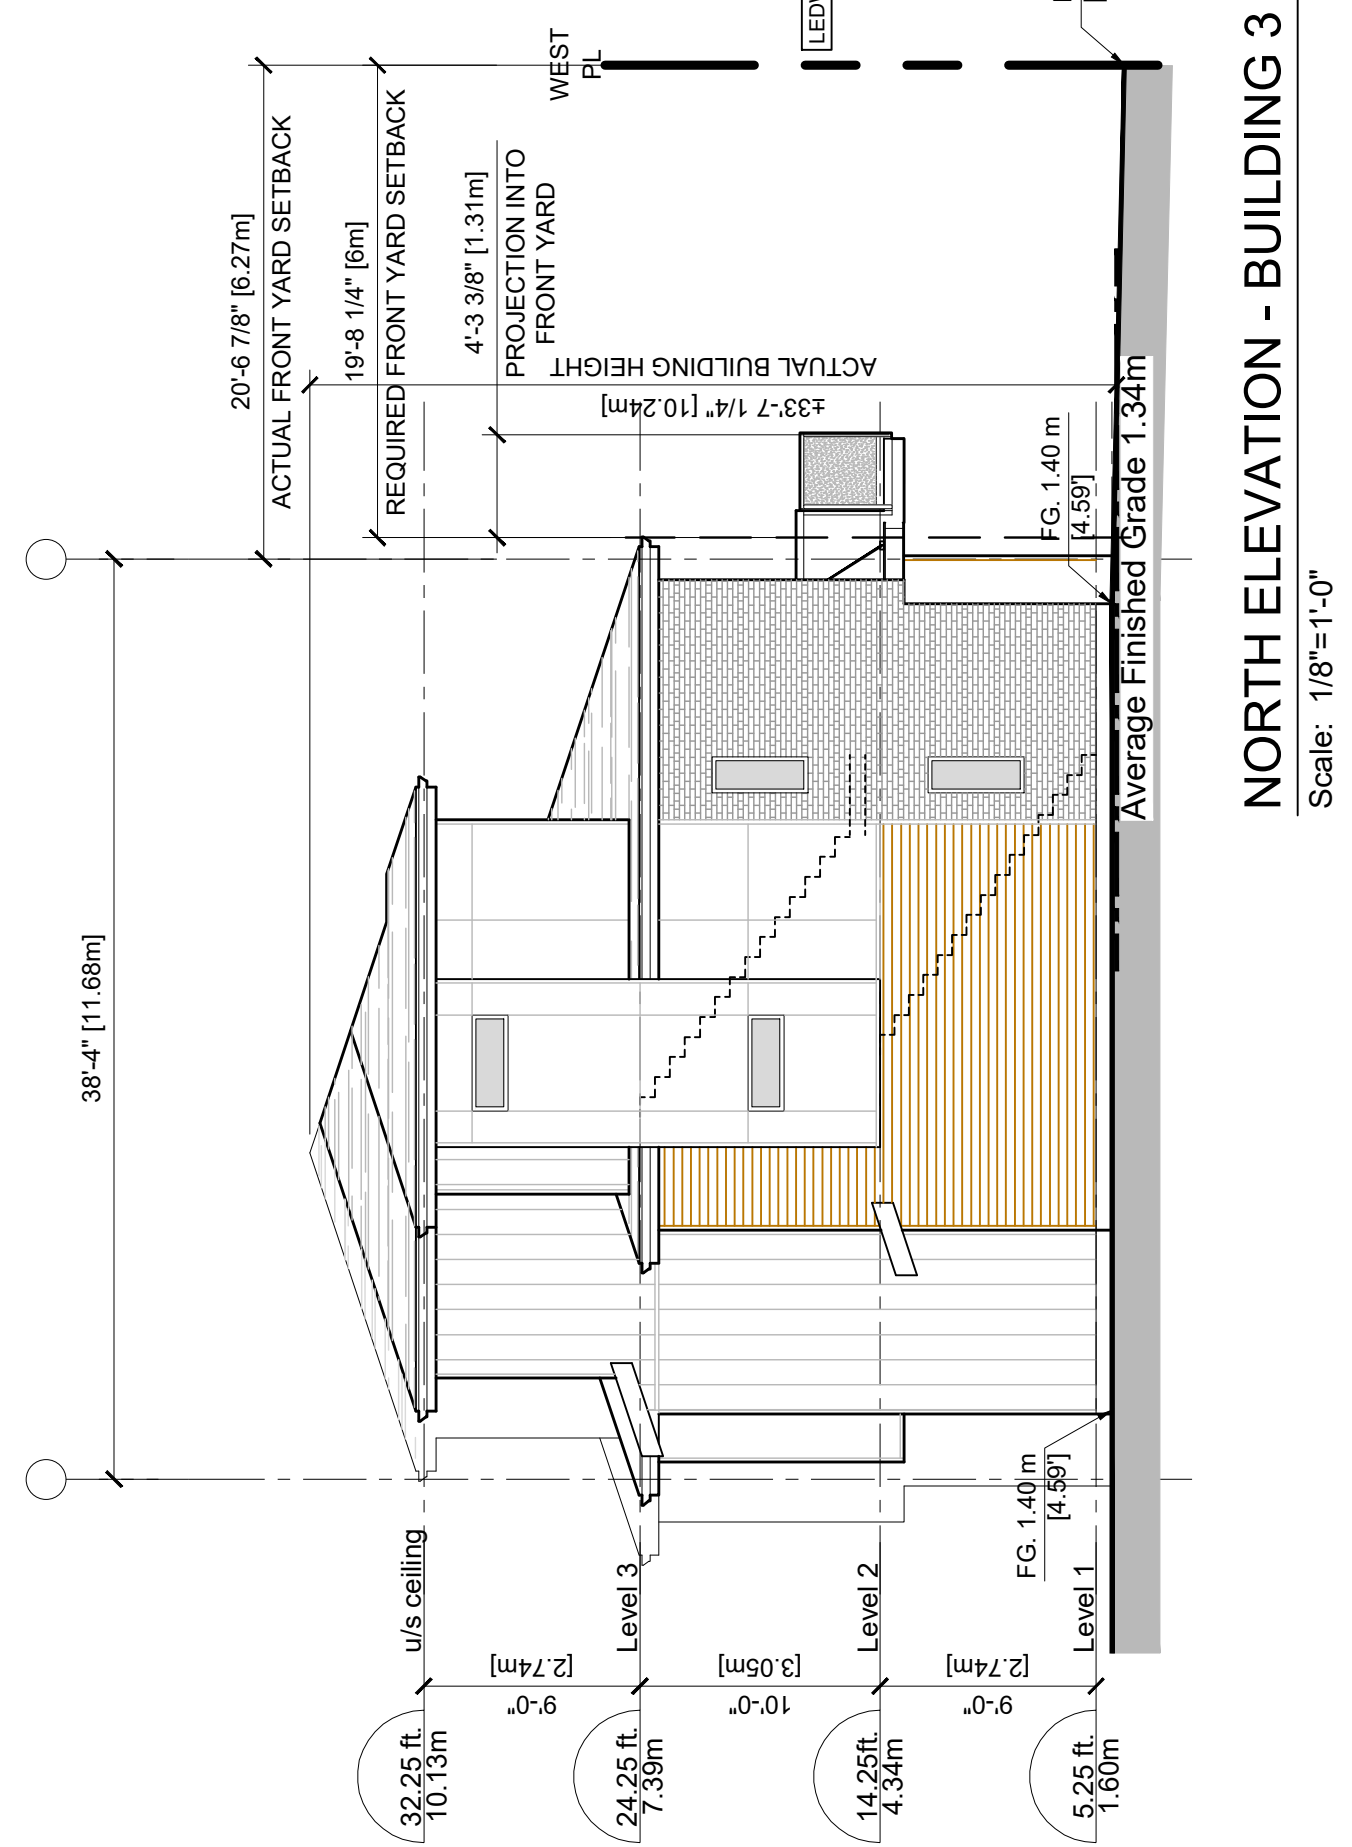 20'-6 7/8" [6.27m]
ACTUAL FRONT YARD SETBACK
19'-8 1/4" [6m]
REQUIRED FRONT YARD SETBACK
4'-3 3/8" [1.31m]
PROJECTION INTO
FRONT YARD
WEST
PL
LEDW
38'-4" [11.68m]
ACTUAL BUILDING HEIGHT
±33'-7 1/4" [10.24m]
FG. 1.40 m
[4.59']
Average Finished Grade 1.34m
u/s ceiling
32.25 ft.
10.13m
9'-0"
[2.74m]
Level 3
24.25 ft.
7.39m
10'-0"
[3.05m]
Level 2
14.25ft.
4.34m
9'-0"
[2.74m]
Level 1
5.25 ft.
1.60m
FG. 1.40 m
[4.59']
NORTH ELEVATION - BUILDING 3
Scale: 1/8"=1'-0"